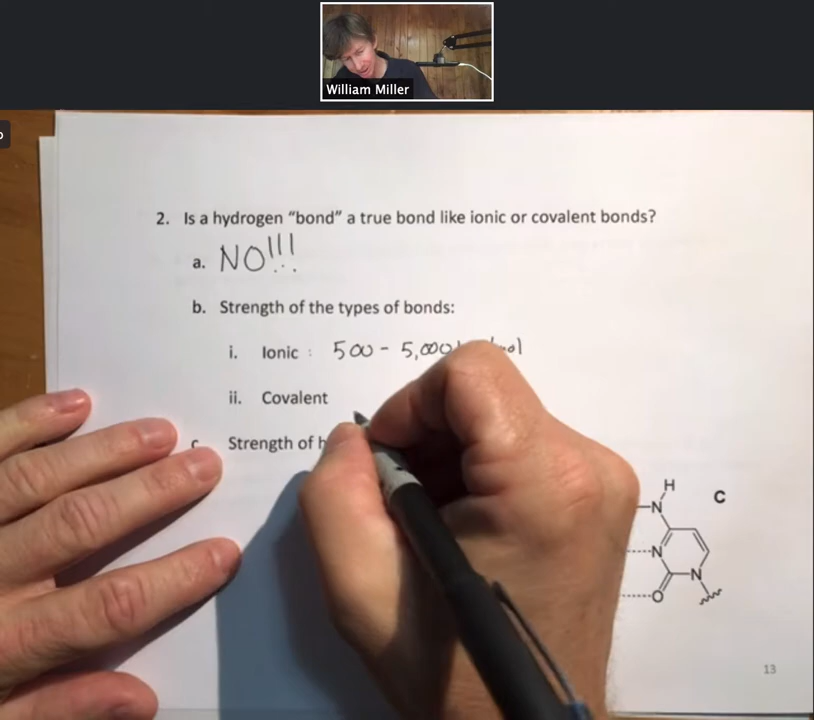 William Miller
2. Is a hydrogen “bond” a true bond like ionic or covalent bonds?
a. NO!!!
b. Strength of the types of bonds:
i. Ionic : 500 - 5,000
ii. Covalent
c. Strength of
H
N
C
N
N
O
13